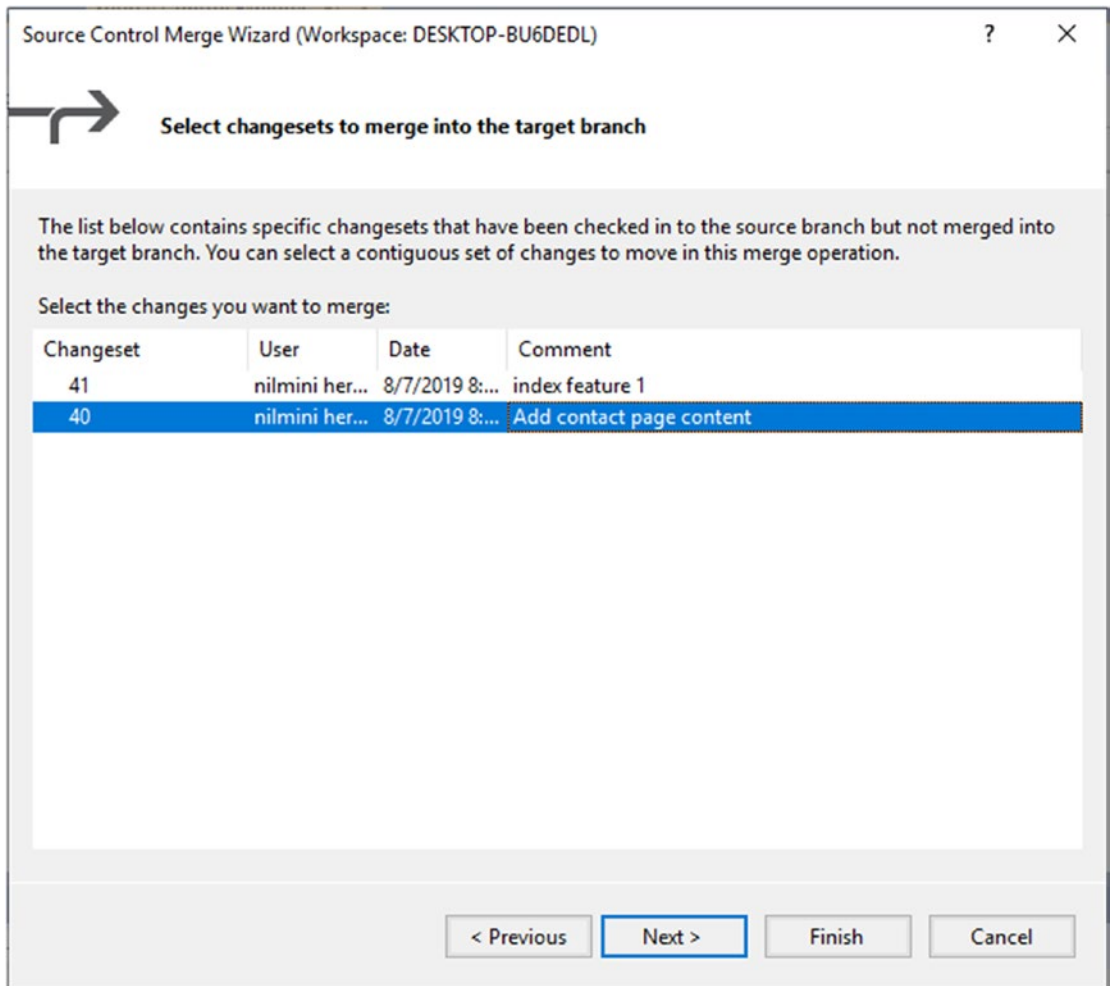 Source Control Merge Wizard (Workspace: DESKTOP-BU6DEDL) ? ×
Select changesets to merge into the target branch
The list below contains specific changesets that have been checked in to the source branch but not merged into
the target branch. You can select a contiguous set of changes to move in this merge operation.
Select the changes you want to merge:
Changeset User Date Comment
41 nilmini her... 8/7/2019 8:... index feature 1
40 nilmini her... 8/7/2019 8:... Add contact page content
< Previous Next > Finish Cancel